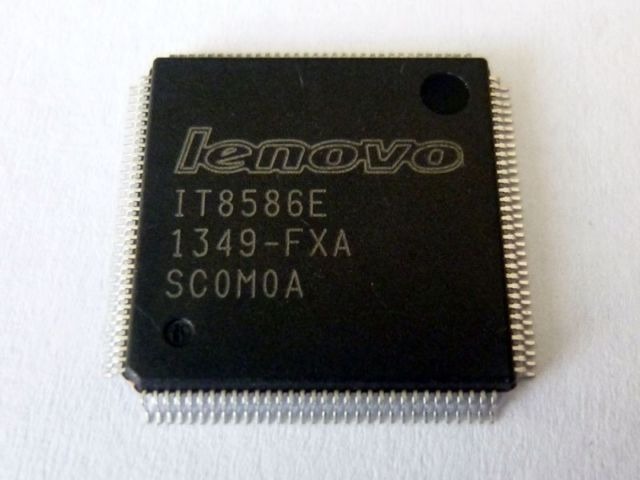 lenovo
IT8586E
1349-FXA
SC0M0A